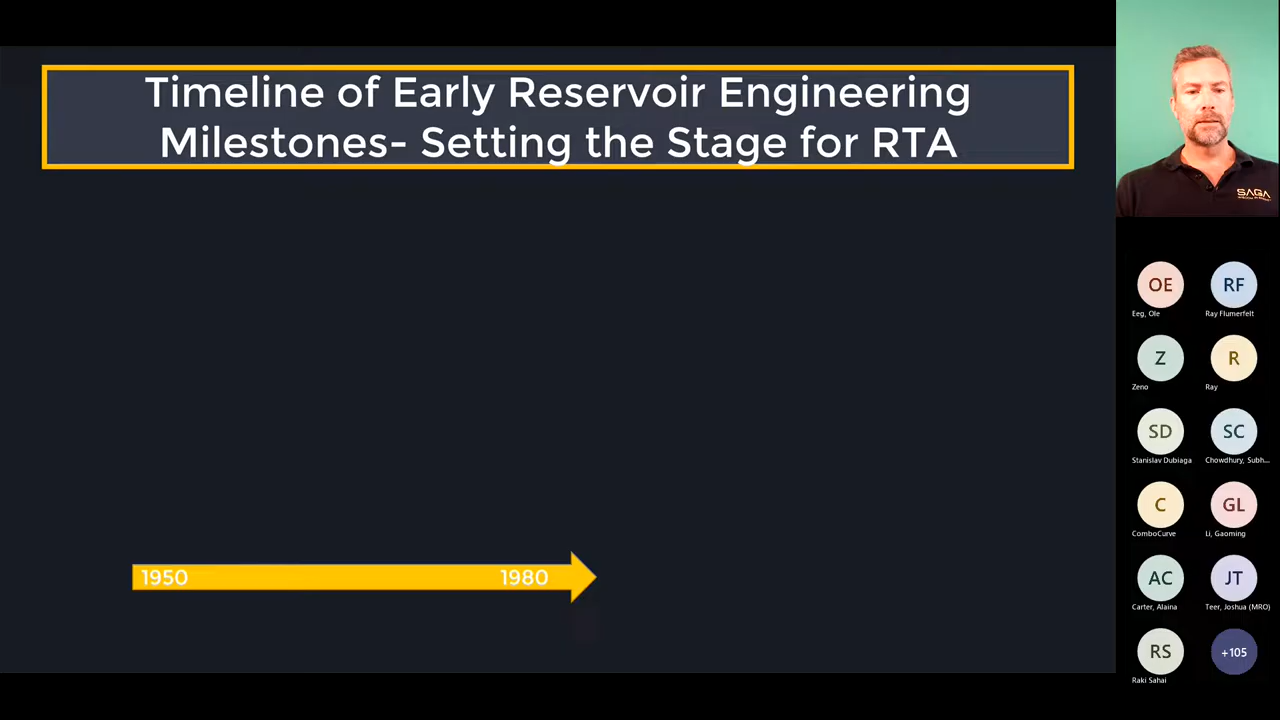 Timeline of Early Reservoir Engineering
Milestones- Setting the Stage for RTA
1950
1980
SAGA
OE
RF
Eeg, Ole
Ray Flumerfelt
Z
R
Zeno
Ray
SD
SC
Stanislav Dubiaga
Chowdhury, Subh...
C
GL
ComboCurve
Li, Gaoming
AC
JT
Carter, Alaina
Teer, Joshua (MRO)
RS
+105
Raki Sahai